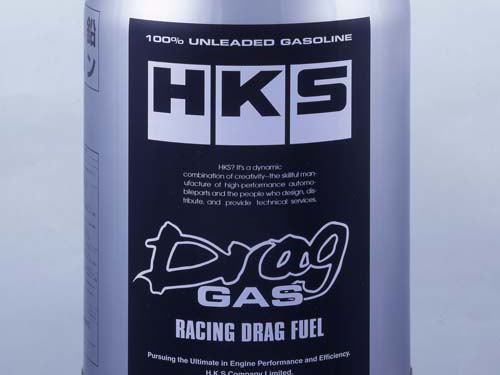 100% UNLEADED GASOLINE
HKS
HKS? It's a dynamic
combination of creativity—the skillful man-
ufacture of high performance automo-
bileparts and the people who design, dis-
tribute, and provide technical services.
Drag
GAS
RACING DRAG FUEL
Pursuing the Ultimate in Engine Performance and Efficiency.
H.K.S Company Limited.
鉛
ン